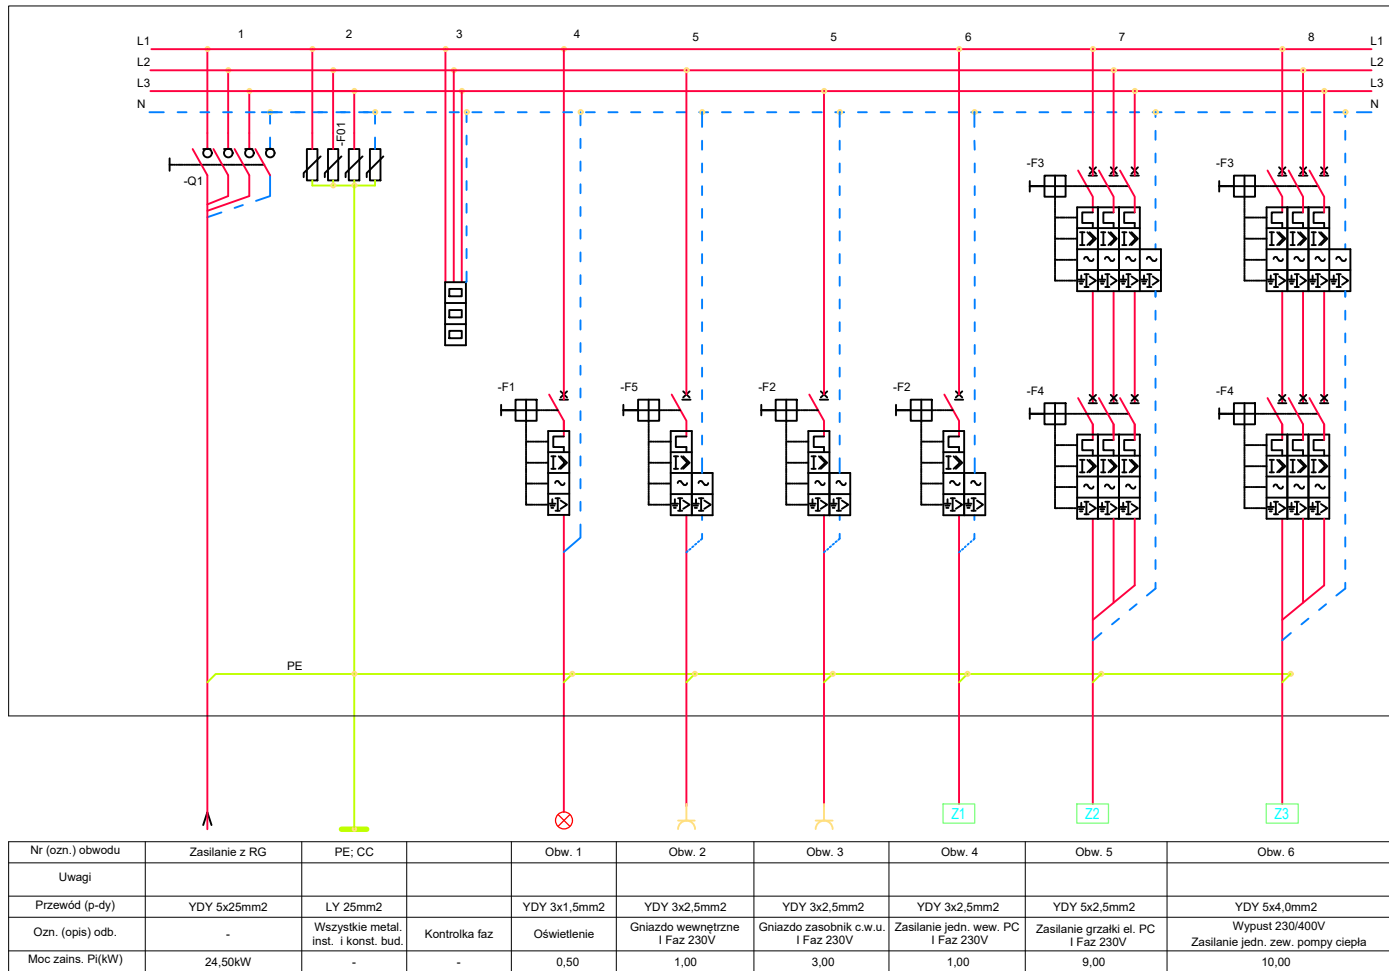 1 2 3 4 5 5 6 7 8
L1 L1
L2 L2
L3 L3
N N
-F01
-Q1
-F3 -F3
-F1 -F5 -F2 -F2 -F4 -F4
PE
Z1 Z2 Z3
Nr (ozn.) obwodu Zasilanie z RG PE; CC Obw. 1 Obw. 2 Obw. 3 Obw. 4 Obw. 5 Obw. 6
Uwagi
Przewód (p-dy) YDY 5x25mm2 LY 25mm2 YDY 3x1,5mm2 YDY 3x2,5mm2 YDY 3x2,5mm2 YDY 3x2,5mm2 YDY 5x2,5mm2 YDY 5x4,0mm2
Ozn. (opis) odb. - Wszystkie metal. inst. i konst. bud. Kontrolka faz Oświetlenie Gniazdo wewnętrzne I Faz 230V Gniazdo zasobnik c.w.u. I Faz 230V Zasilanie jedn. wew. PC I Faz 230V Zasilanie grzałki el. PC I Faz 230V Wypust 230/400V Zasilanie jedn. zew. pompy ciepła
Moc zains. Pi(kW) 24,50kW - - 0,50 1,00 3,00 1,00 9,00 10,00